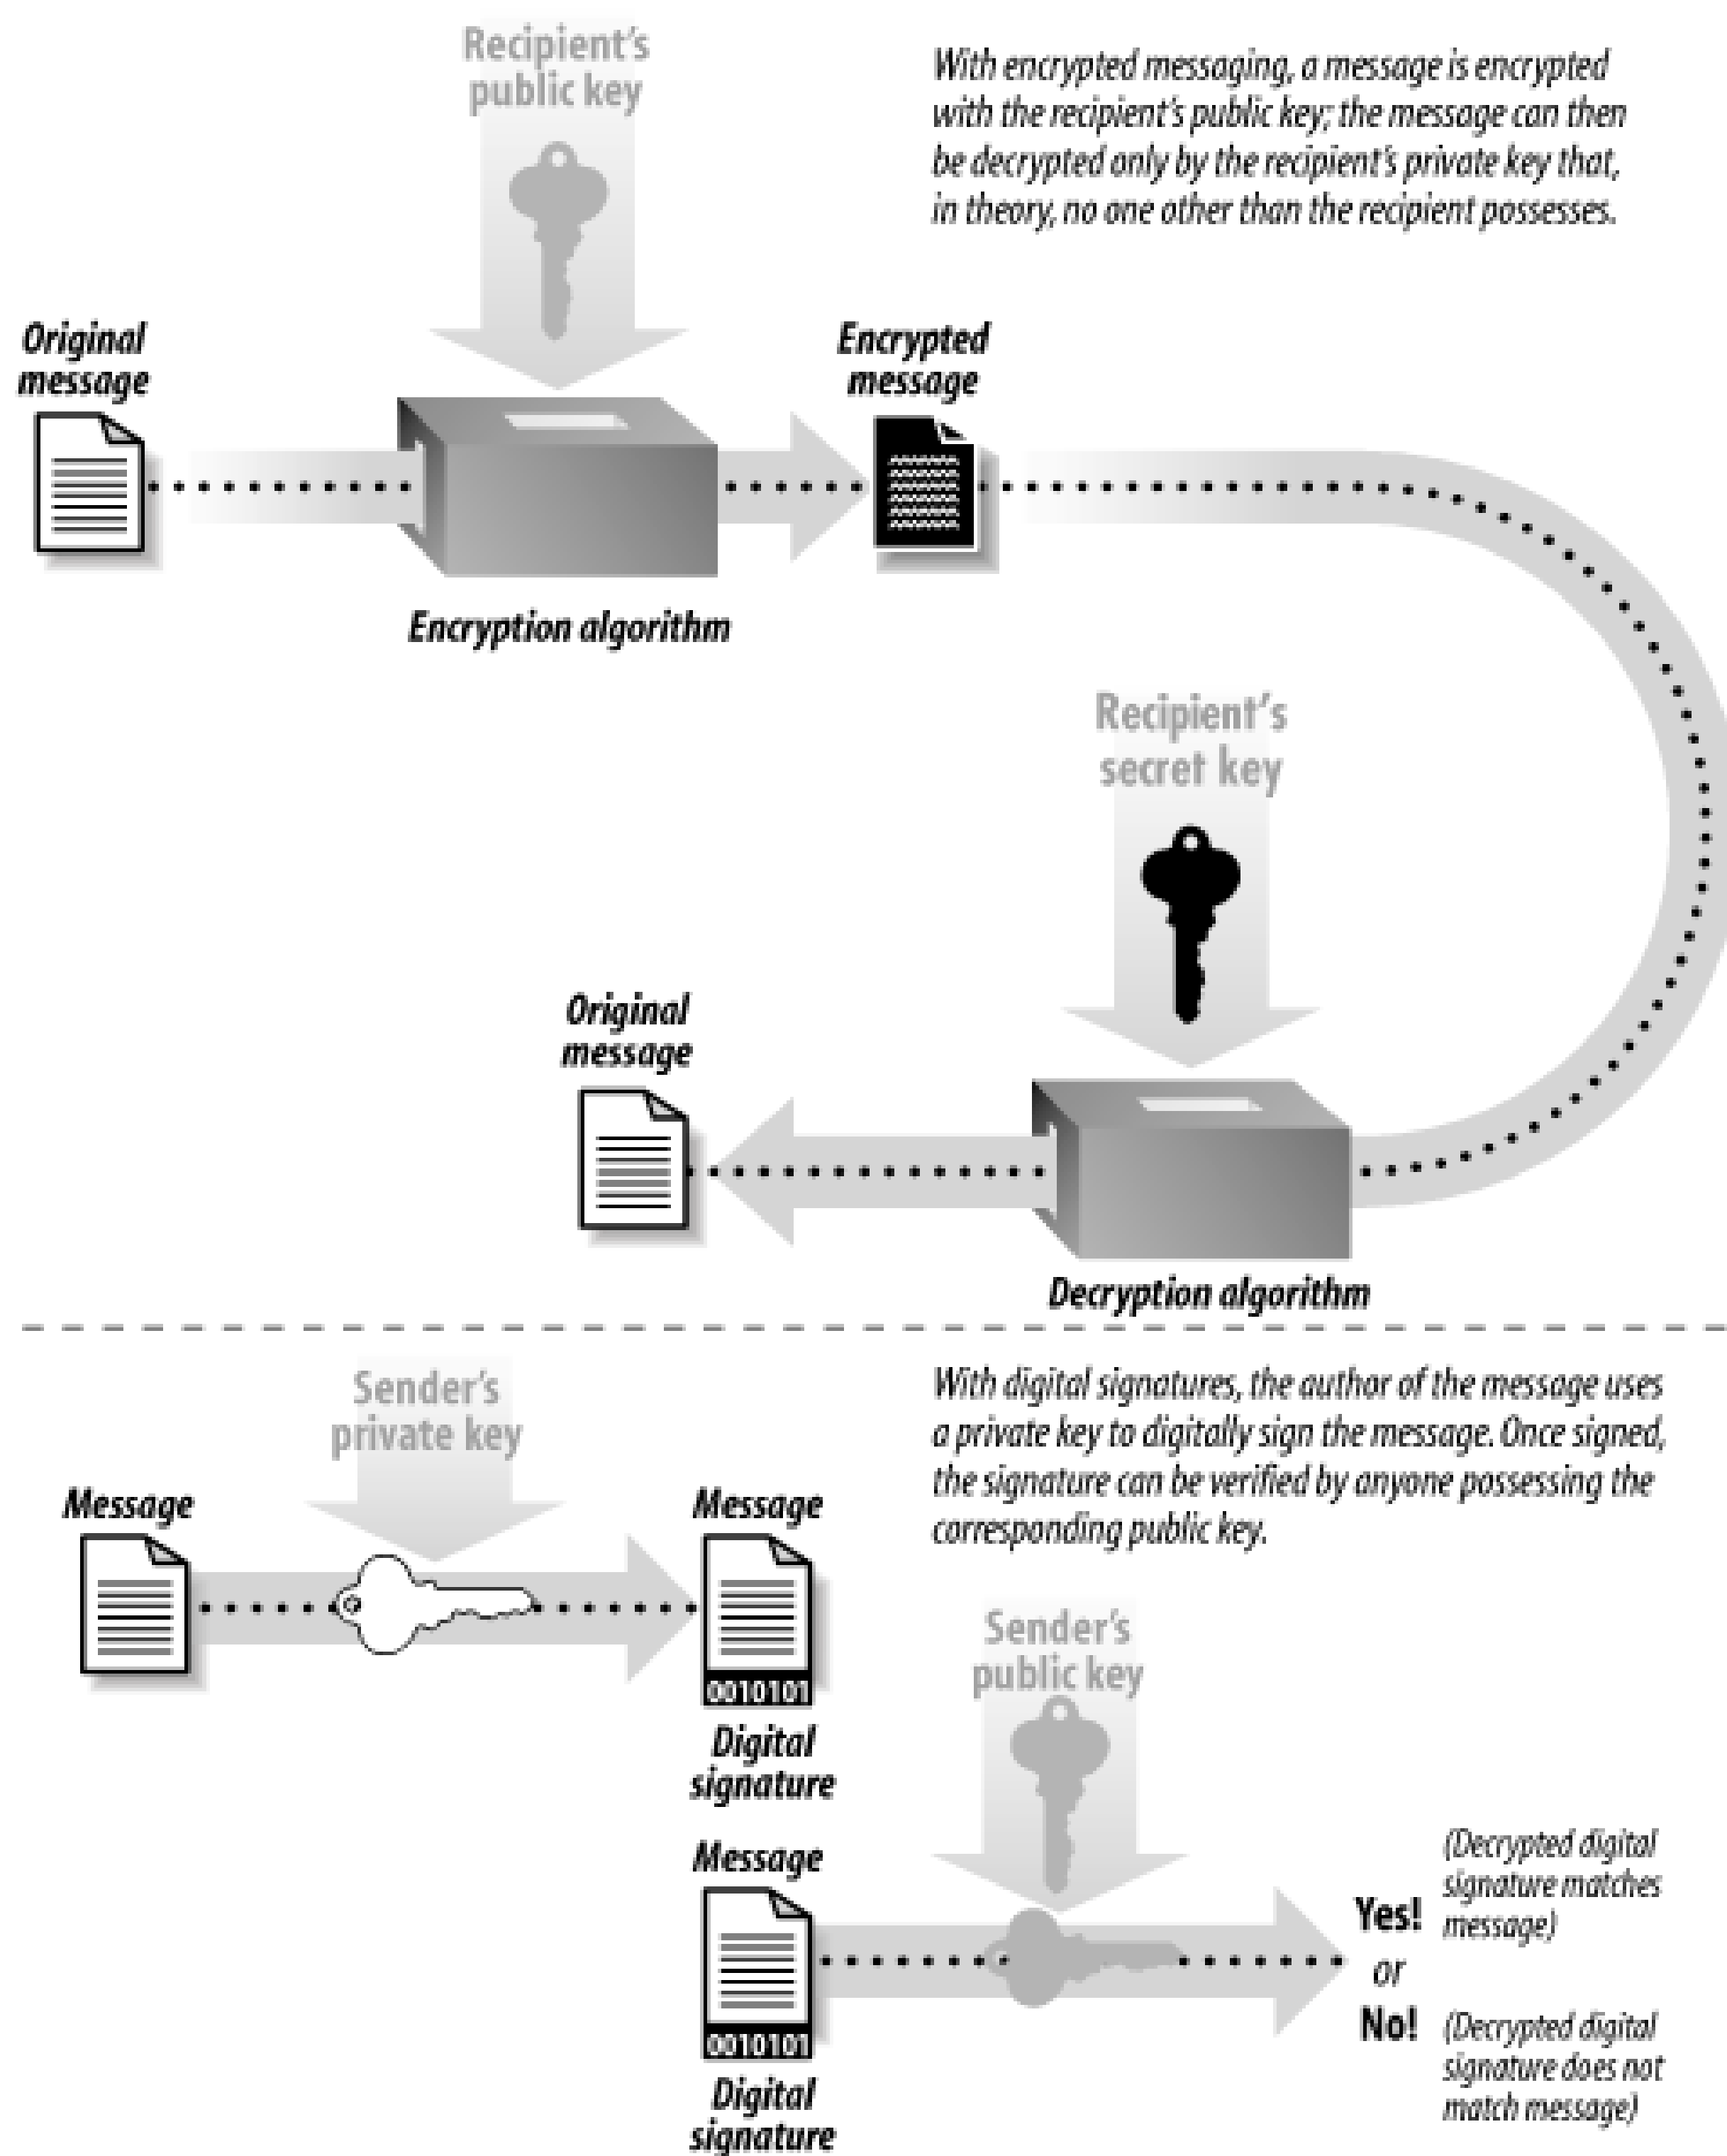 Recipient's
public key
With encrypted messaging, a message is encrypted
with the recipient's public key; the message can then
be decrypted only by the recipient's private key that,
in theory, no one other than the recipient possesses.
Original
message
Encrypted
message
Encryption algorithm
Recipient's
secret key
Original
message
Decryption algorithm
Sender's
private key
With digital signatures, the author of the message uses
a private key to digitally sign the message. Once signed,
the signature can be verified by anyone possessing the
corresponding public key.
Message
Message
0010101
Digital
signature
Sender's
public key
Message
0010101
Digital
signature
Yes!
(Decrypted digital
signature matches
message)
or
No!
(Decrypted digital
signature does not
match message)